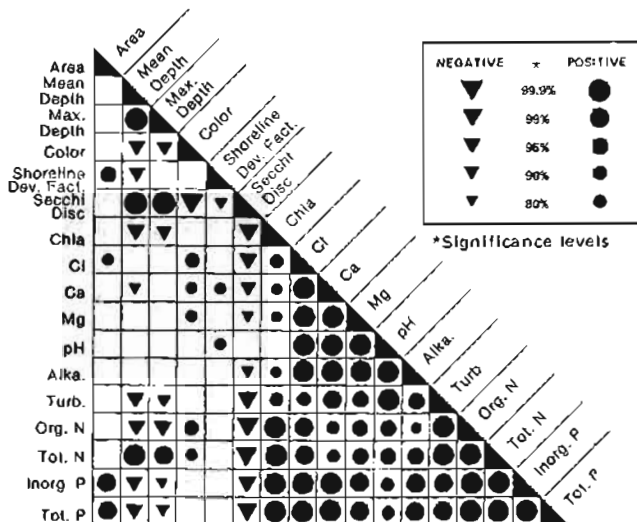 Area
Mean
Depth
Max.
Depth
Color
Shoreline
Dev. Fact.
Secchi
Disc
Chla
Cl
Ca
Mg
pH
Alka.
Turb
Org. N
Tot. N
Inorg. P
Tot. P
NEGATIVE * POSITIVE
99.9%
99%
95%
90%
80%
*Significance levels
Area
Mean
Depth
Max.
Depth
Color
Shoreline
Dev. Fact.
Secchi
Disc
Chla
Cl
Ca
Mg
pH
Alka.
Turb.
Org. N
Tot. N
Inorg P
Tot. P